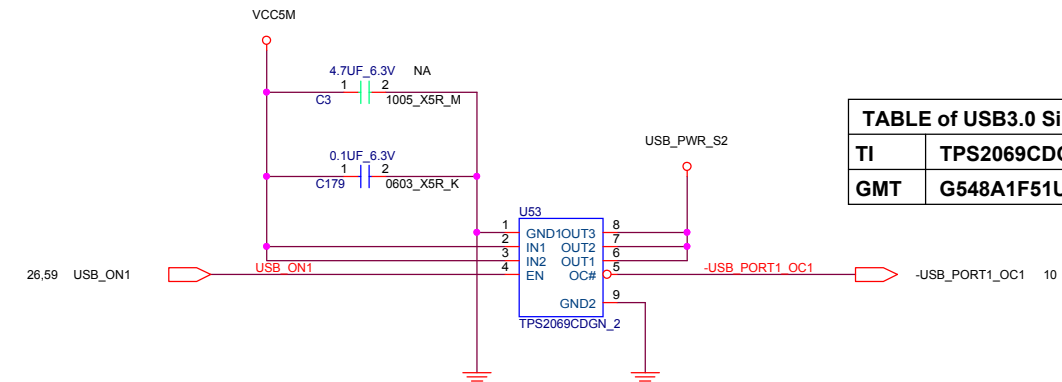 VCC5M
4.7UF_6.3V NA
1 2
C3 1005_X5R_M
0.1UF_6.3V
1 2
C179 0603_X5R_K
USB_PWR_S2
TABLE of USB3.0 Si
TI TPS2069CDG
GMT G548A1F51U
U53
1 GND1 OUT3 8
2 IN1 OUT2 7
3 IN2 OUT1 6
4 EN OC# 5
GND2 9
TPS2069CDGN_2
26,59 USB_ON1 USB_ON1
-USB_PORT1_OC1 -USB_PORT1_OC1 10